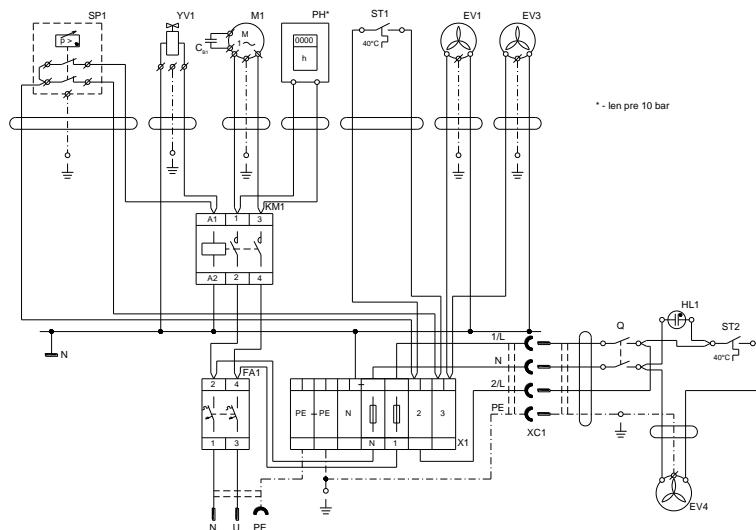 SP1 YV1 M1 PH* ST1 EV1 EV3
P >
M
1 ~
C B1
0000
h
40°C
* - len pre 10 bar
KM1
A1 1 3
A2 2 4
N
1/L
N
2/L
PE
XC1
Q
HL1
ST2
40°C
FA1
2 4
1 3
PE PE N 2 3
N 1
X1
N U PE
EV4